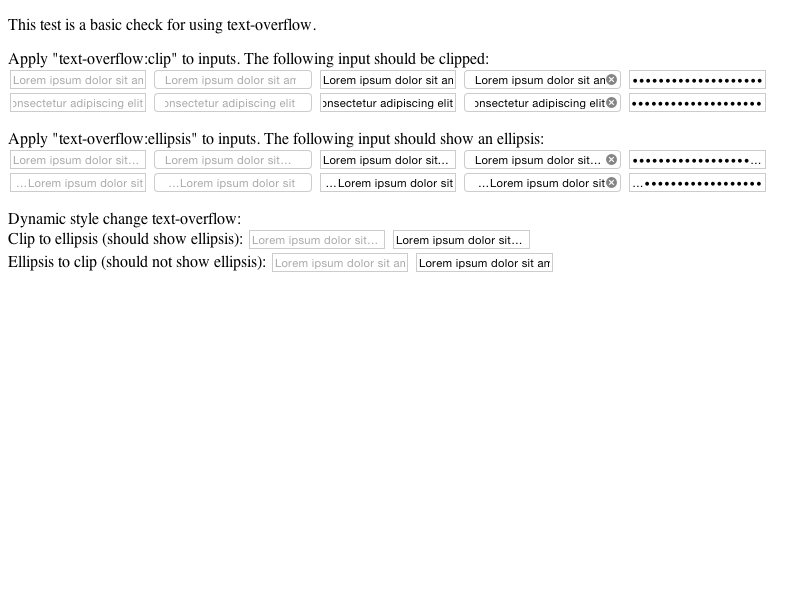 This test is a basic check for using text-overflow.
Apply "text-overflow:clip" to inputs. The following input should be clipped:
Lorem ipsum dolor sit am Lorem ipsum dolor sit am Lorem ipsum dolor sit am Lorem ipsum dolor sit am ••••••••••••••••••••
onsectetur adipiscing elit onsectetur adipiscing elit onsectetur adipiscing elit onsectetur adipiscing elit ••••••••••••••••••••
Apply "text-overflow:ellipsis" to inputs. The following input should show an ellipsis:
Lorem ipsum dolor sit… Lorem ipsum dolor sit… Lorem ipsum dolor sit… Lorem ipsum dolor sit… ••••••••••••••••••…
…Lorem ipsum dolor sit …Lorem ipsum dolor sit …Lorem ipsum dolor sit …Lorem ipsum dolor sit …••••••••••••••••••
Dynamic style change text-overflow:
Clip to ellipsis (should show ellipsis): Lorem ipsum dolor sit… Lorem ipsum dolor sit…
Ellipsis to clip (should not show ellipsis): Lorem ipsum dolor sit am Lorem ipsum dolor sit am